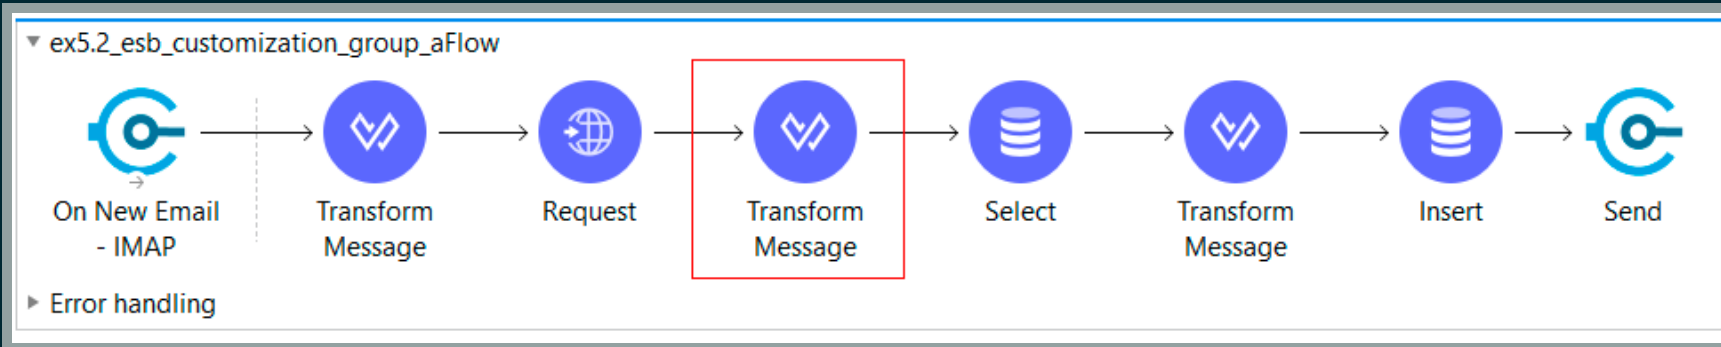 ex5.2_esb_customization_group_aFlow
On New Email
- IMAP
Transform
Message
Request
Transform
Message
Select
Transform
Message
Insert
Send
Error handling